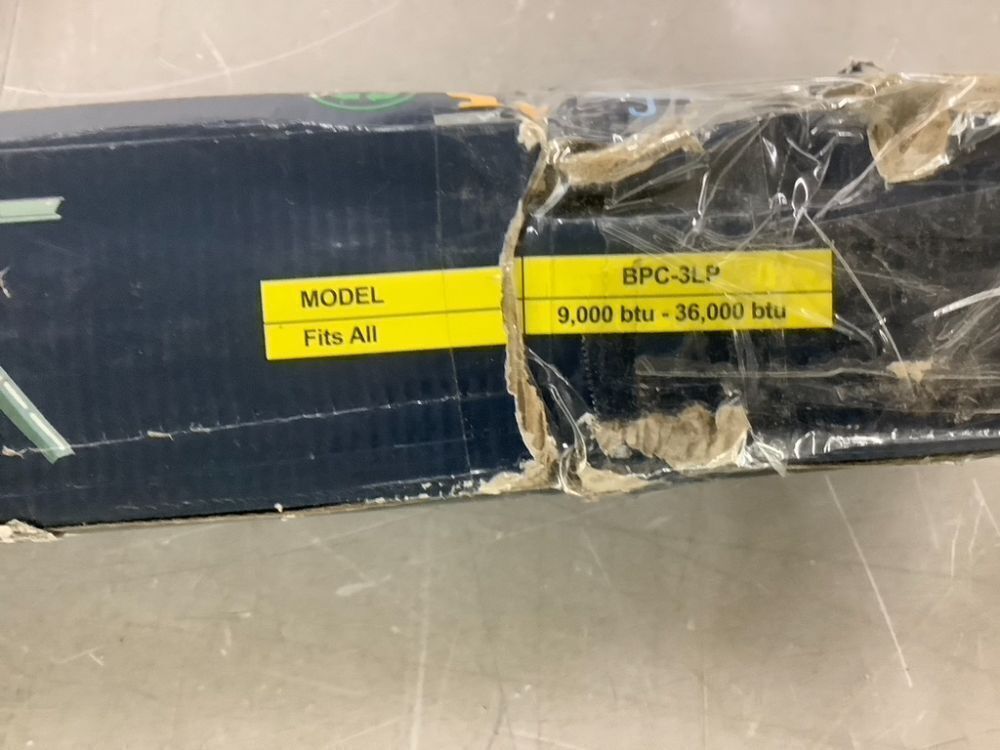 MODEL BPC-3LP
Fits All 9,000 btu - 36,000 btu